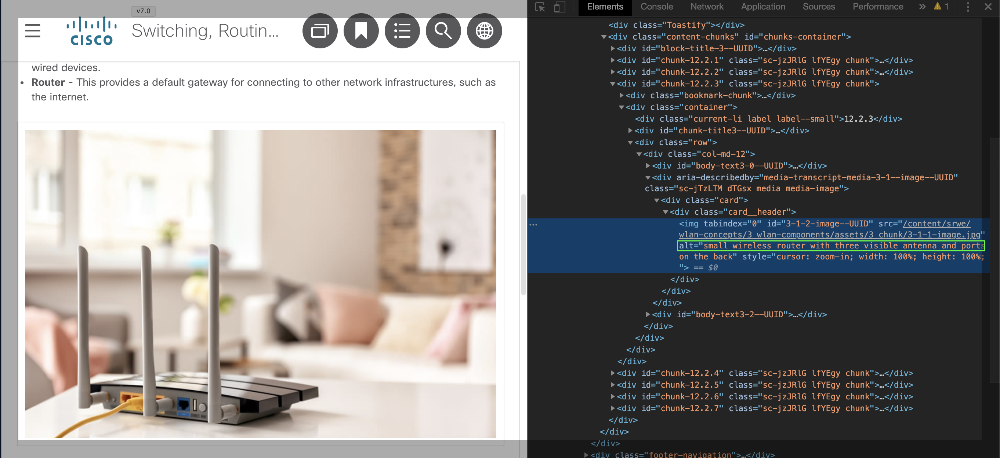 v7.0
CISCO
Switching, Routin...
wired devices.
• Router - This provides a default gateway for connecting to other network infrastructures, such as
the internet.
Elements Console Network Application Sources Performance » 1
<div class="Toastify"></div>
▼<div class="content-chunks" id="chunks-container">
▶<div id="block-title-3--UUID">…</div>
▶<div id="chunk-12.2.1" class="sc-jzJRlG lfYEgy chunk">…</div>
▶<div id="chunk-12.2.2" class="sc-jzJRlG lfYEgy chunk">…</div>
▼<div id="chunk-12.2.3" class="sc-jzJRlG lfYEgy chunk">
▶<div class="bookmark-chunk">…</div>
▼<div class="container">
<div class="current-li label label--small">12.2.3</div>
▶<div id="chunk-title3--UUID">…</div>
▼<div class="row">
▼<div class="col-md-12">
▶<div id="body-text3-0--UUID">…</div>
▼<div aria-describedby="media-transcript-media-3-1--image--UUID"
class="sc-jTzLTM dTGsx media media-image">
▼<div class="card">
▼<div class="card__header">
… <img tabindex="0" id="3-1-2-image--UUID" src="/content/srwe/
wlan-concepts/3_wlan-components/assets/3_chunk/3-1-1-image.jpg"
alt="small wireless router with three visible antenna and ports
on the back" style="cursor: zoom-in; width: 100%; height: 100%;
"> == $0
</div>
</div>
</div>
▶<div id="body-text3-2--UUID">…</div>
</div>
</div>
</div>
</div>
▶<div id="chunk-12.2.4" class="sc-jzJRlG lfYEgy chunk">…</div>
▶<div id="chunk-12.2.5" class="sc-jzJRlG lfYEgy chunk">…</div>
▶<div id="chunk-12.2.6" class="sc-jzJRlG lfYEgy chunk">…</div>
▶<div id="chunk-12.2.7" class="sc-jzJRlG lfYEgy chunk">…</div>
</div>
</div>
</div>
▶<div class="footer-navigation">…</div>